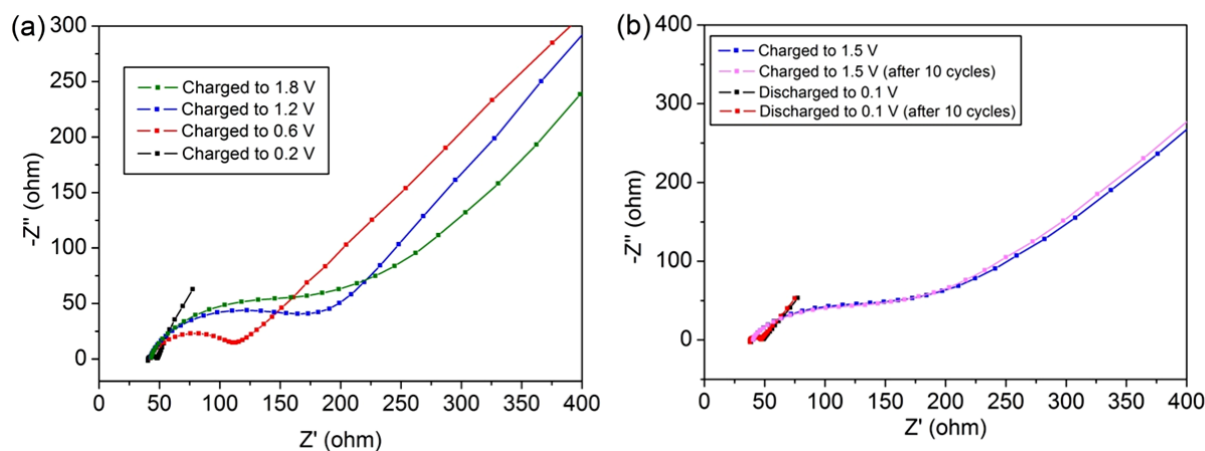 (a)
300
250
200
150
100
50
0
-Z'' (ohm)
Charged to 1.8 V
Charged to 1.2 V
Charged to 0.6 V
Charged to 0.2 V
0 50 100 150 200 250 300 350 400
Z' (ohm)
(b)
400
300
200
100
0
-Z'' (ohm)
Charged to 1.5 V
Charged to 1.5 V (after 10 cycles)
Discharged to 0.1 V
Discharged to 0.1 V (after 10 cycles)
0 50 100 150 200 250 300 350 400
Z' (ohm)